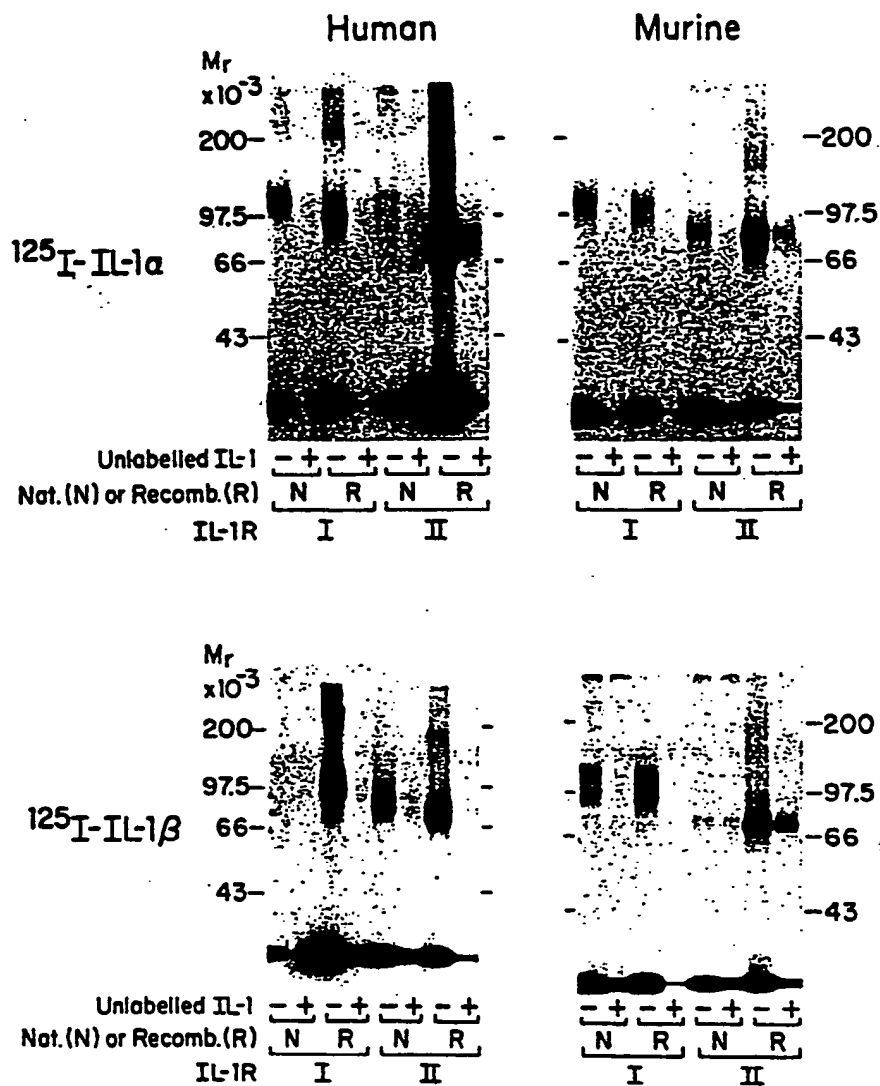 Human Murine
Mr
x10⁻³
200– –200
97.5– –97.5
125I-IL-1α
66– –66
43– –43
Unlabelled IL-1 – + – + – + – + – + – + – + – +
Nat.(N) or Recomb.(R) N R N R N R N R
IL-1R I II I II
Mr
x10⁻³
200– –200
97.5– –97.5
125I-IL-1β
66– –66
43– –43
Unlabelled IL-1 – + – + – + – + – + – + – + – +
Nat.(N) or Recomb.(R) N R N R N R N R
IL-1R I II I II